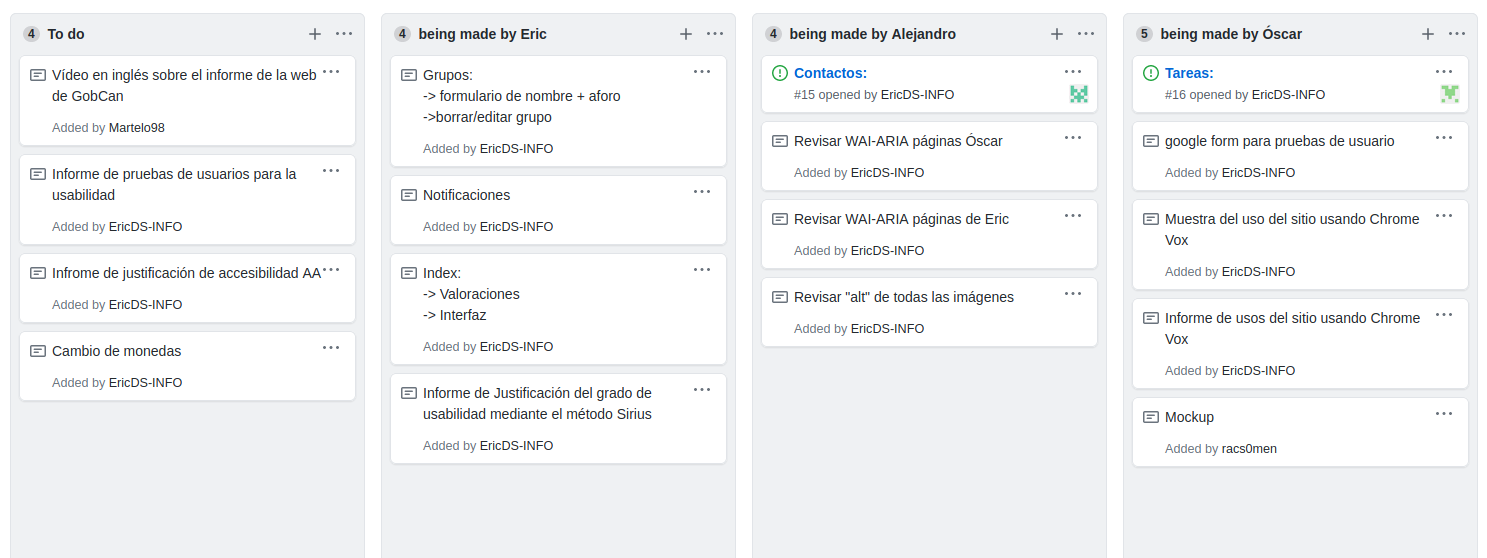 4 To do
Vídeo en inglés sobre el informe de la web
de GobCan
Added by Martelo98
Informe de pruebas de usuarios para la
usabilidad
Added by EricDS-INFO
Infrome de justificación de accesibilidad AA
Added by EricDS-INFO
Cambio de monedas
Added by EricDS-INFO
4 being made by Eric
Grupos:
-> formulario de nombre + aforo
->borrar/editar grupo
Added by EricDS-INFO
Notificaciones
Added by EricDS-INFO
Index:
-> Valoraciones
-> Interfaz
Added by EricDS-INFO
Informe de Justificación del grado de
usabilidad mediante el método Sirius
Added by EricDS-INFO
4 being made by Alejandro
Contactos:
#15 opened by EricDS-INFO
Revisar WAI-ARIA páginas Óscar
Added by EricDS-INFO
Revisar WAI-ARIA páginas de Eric
Added by EricDS-INFO
Revisar "alt" de todas las imágenes
Added by EricDS-INFO
5 being made by Óscar
Tareas:
#16 opened by EricDS-INFO
google form para pruebas de usuario
Added by EricDS-INFO
Muestra del uso del sitio usando Chrome
Vox
Added by EricDS-INFO
Informe de usos del sitio usando Chrome
Vox
Added by EricDS-INFO
Mockup
Added by racs0men